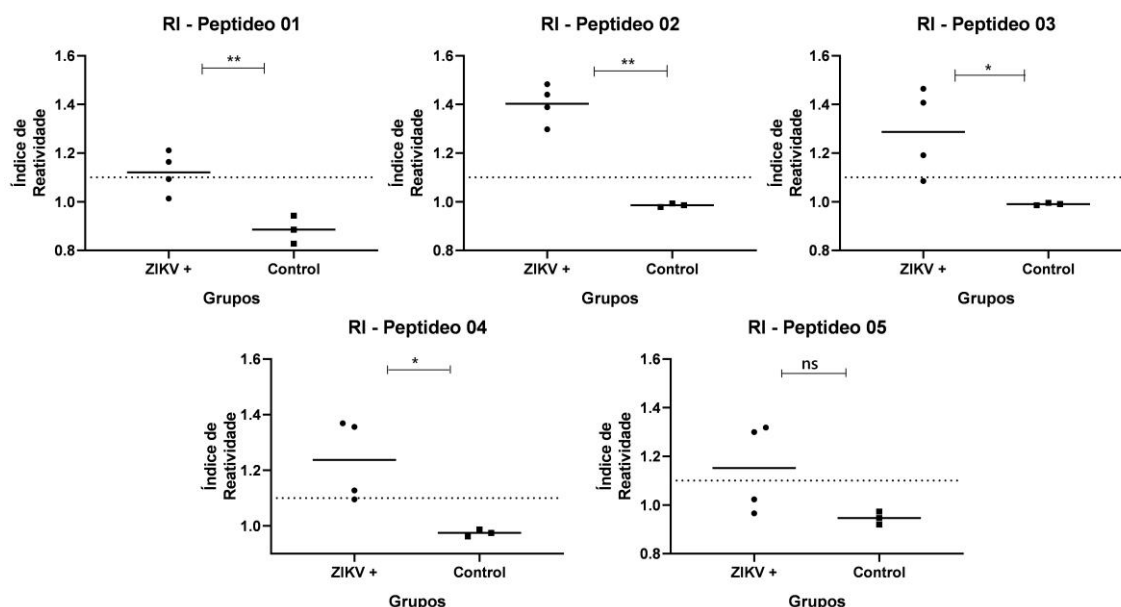 RI - Peptideo 01
Índice de
Reatividade
1.6
1.4
1.2
1.0
0.8
**
ZIKV +
Control
Grupos
RI - Peptideo 02
Índice de
Reatividade
1.6
1.4
1.2
1.0
0.8
**
ZIKV +
Control
Grupos
RI - Peptideo 03
Índice de
Reatividade
1.6
1.4
1.2
1.0
0.8
*
ZIKV +
Control
Grupos
RI - Peptideo 04
Índice de
Reatividade
1.6
1.4
1.2
1.0
*
ZIKV +
Control
Grupos
RI - Peptideo 05
Índice de
Reatividade
1.6
1.4
1.2
1.0
0.8
ns
ZIKV +
Control
Grupos